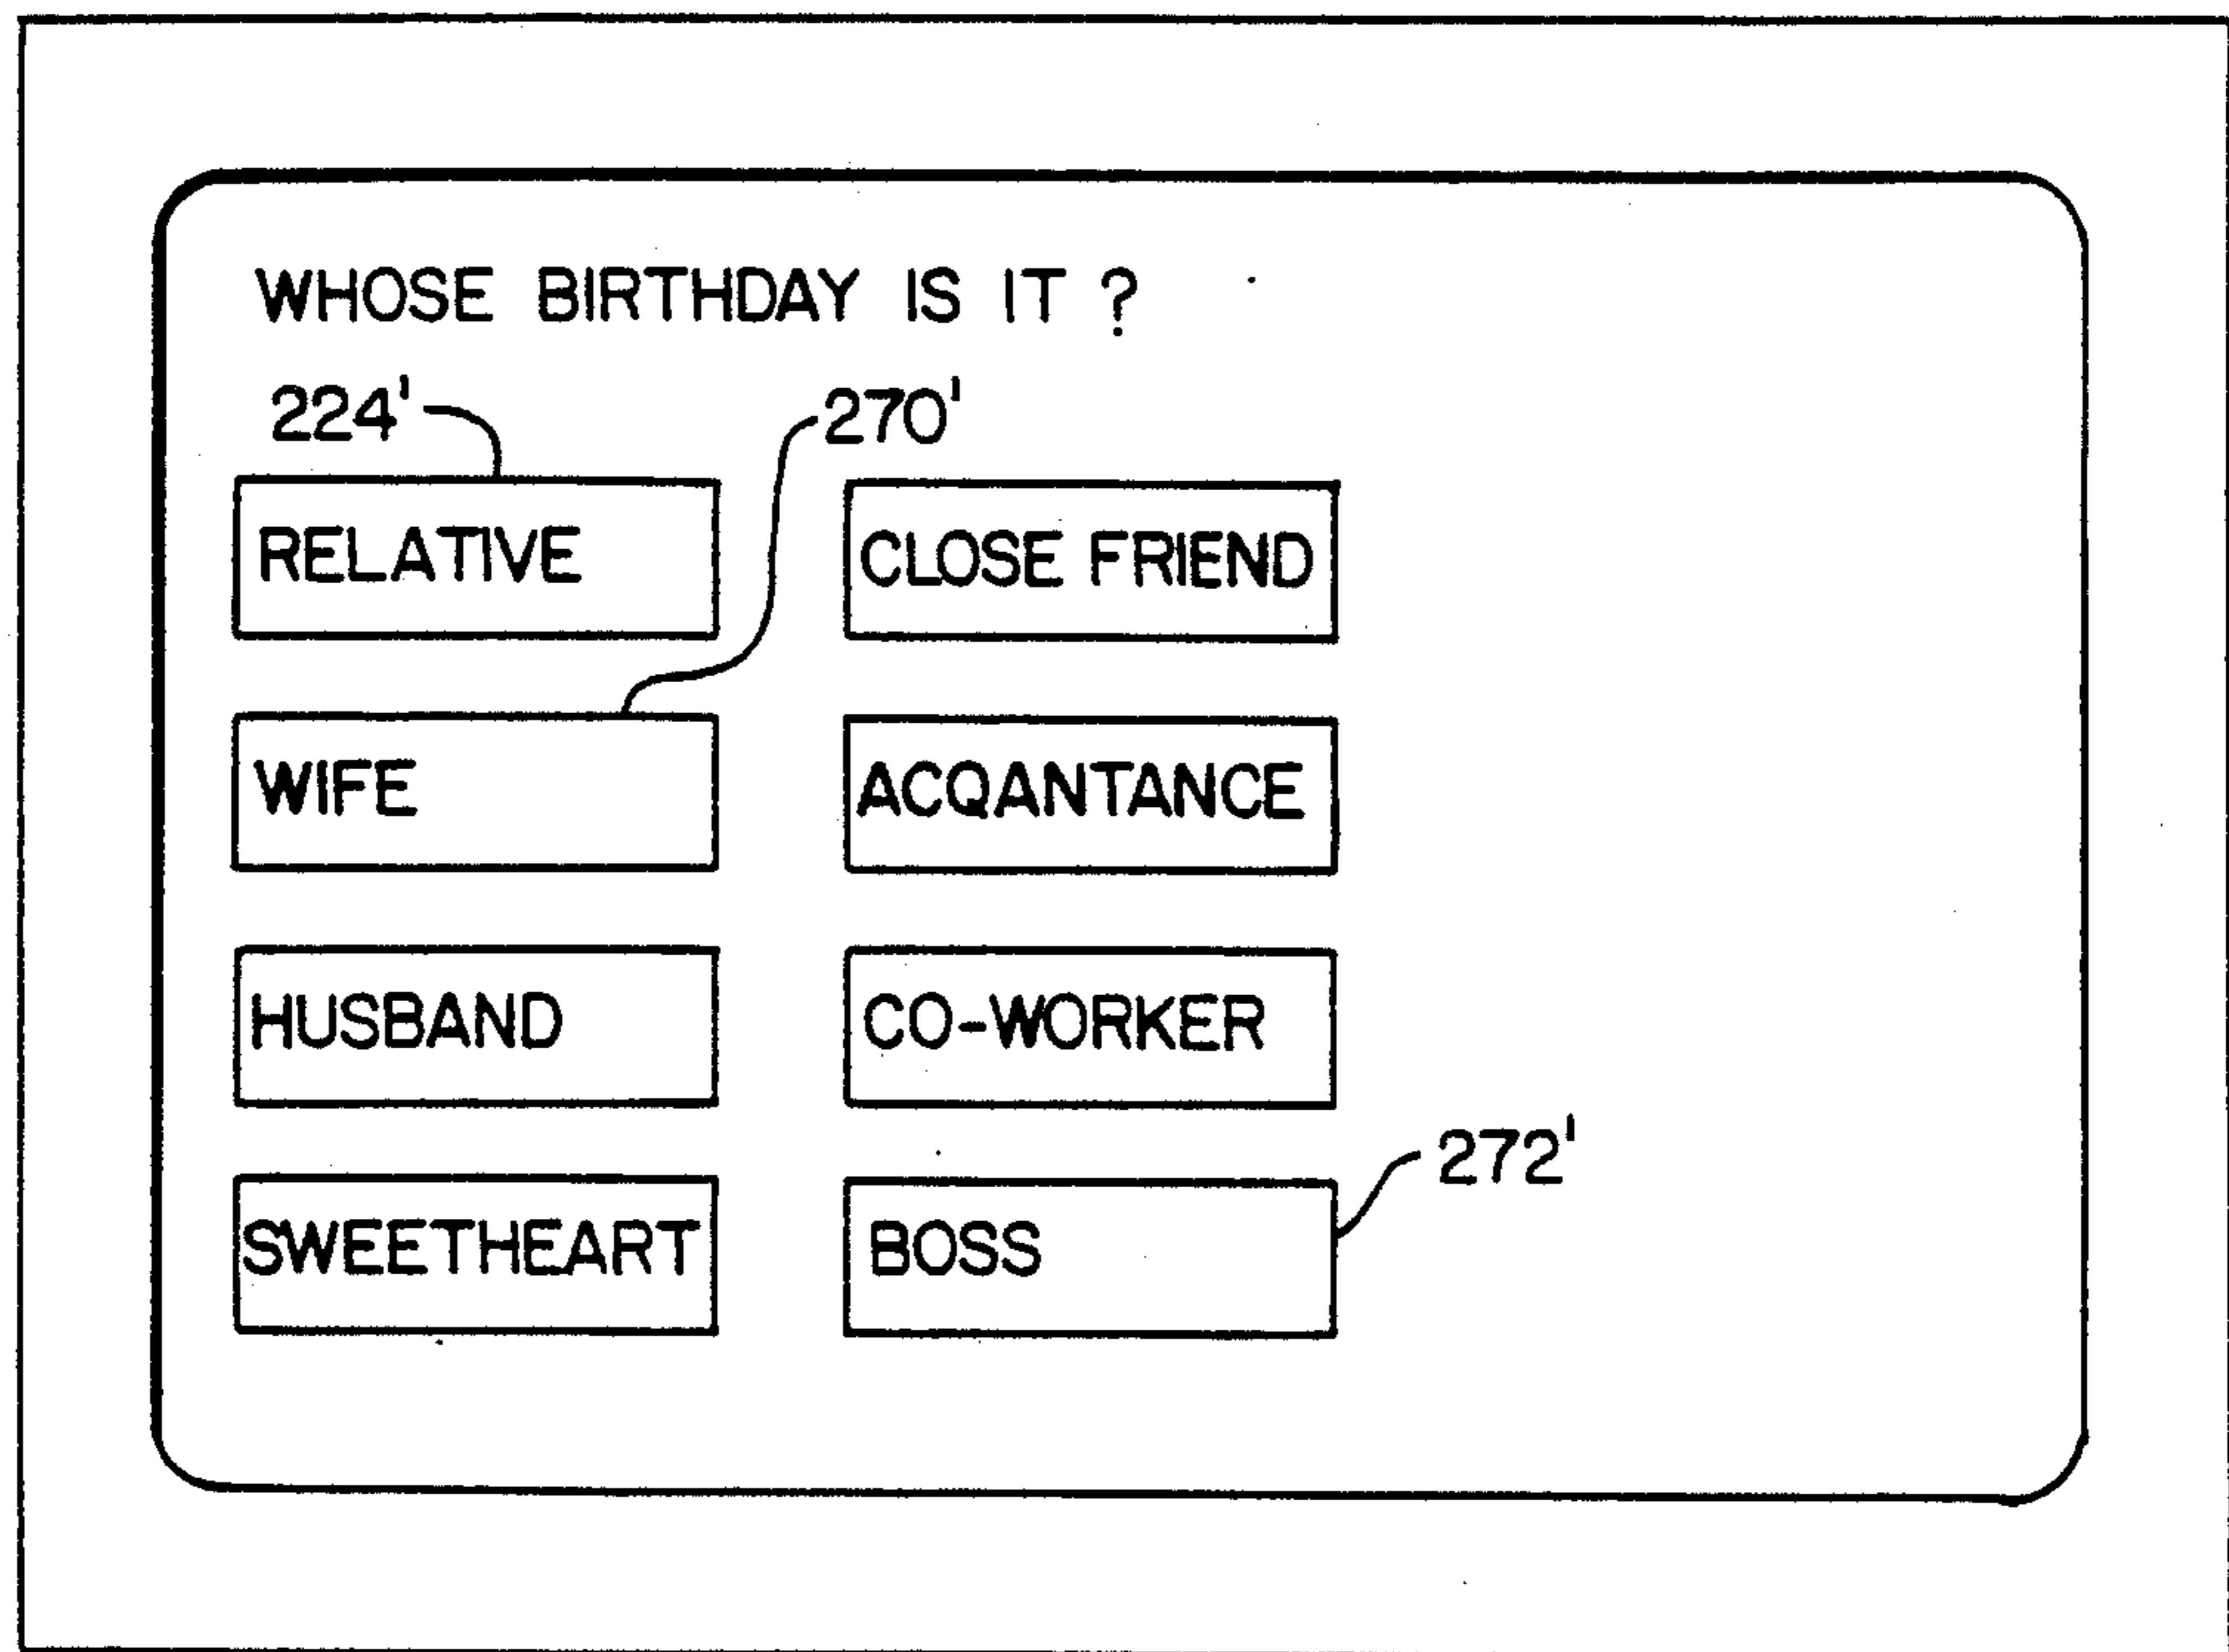 WHOSE BIRTHDAY IS IT ?
224' 270'
RELATIVE CLOSE FRIEND
WIFE ACQANTANCE
HUSBAND CO-WORKER
272'
SWEETHEART BOSS